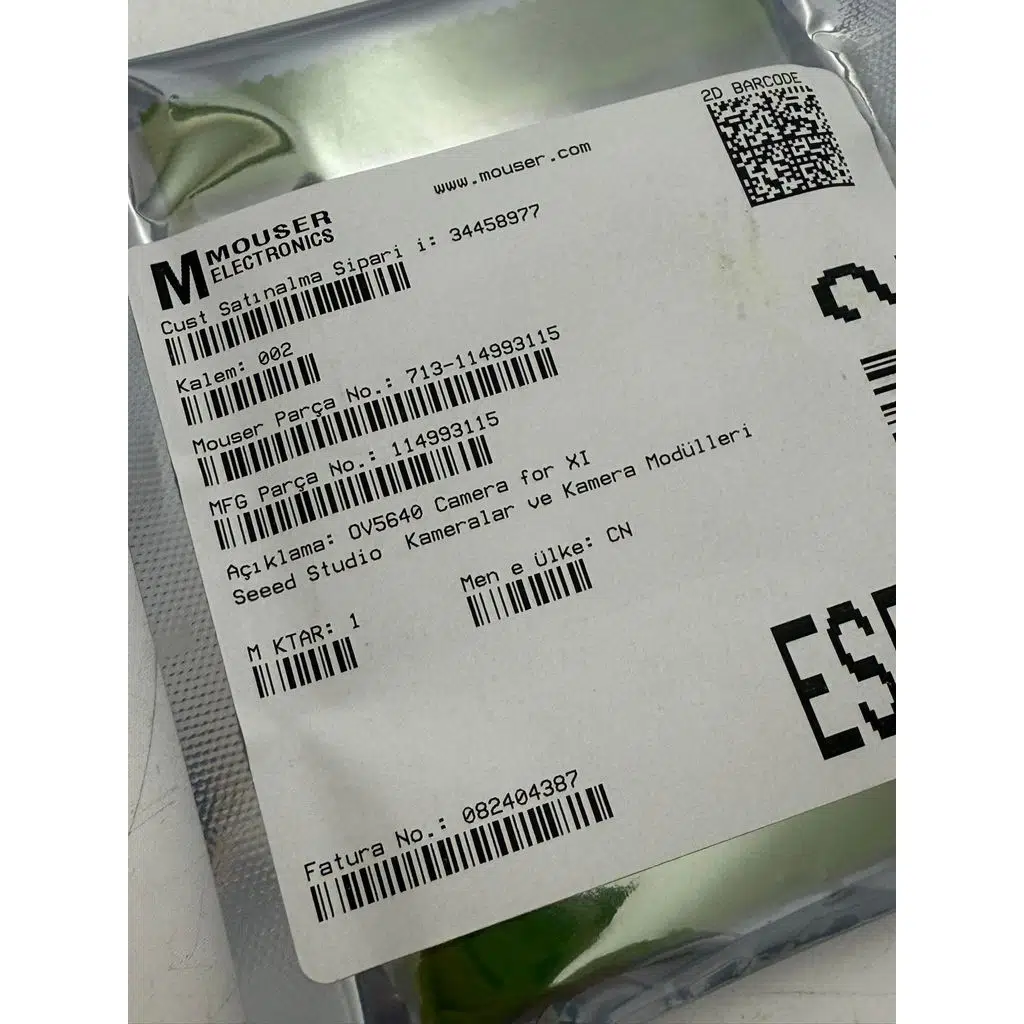 2D BARCODE
www.mouser.com
M MOUSER
ELECTRONICS
Cust Satınalma Sipari i: 34458977
Kalem: 002
Mouser Parça No.: 713-114993115
MFG Parça No.: 114993115
Açıklama: OV5640 Camera for XI
Seeed Studio Kameralar ve Kamera Modülleri
Men e Ülke: CN
M KTAR: 1
Fatura No.: 082404387